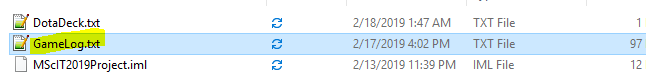 DotaDeck.txt 2/18/2019 1:47 AM TXT File 1
GameLog.txt 2/17/2019 4:02 PM TXT File 97
MScIT2019Project.iml 2/13/2019 11:39 PM IML File 12